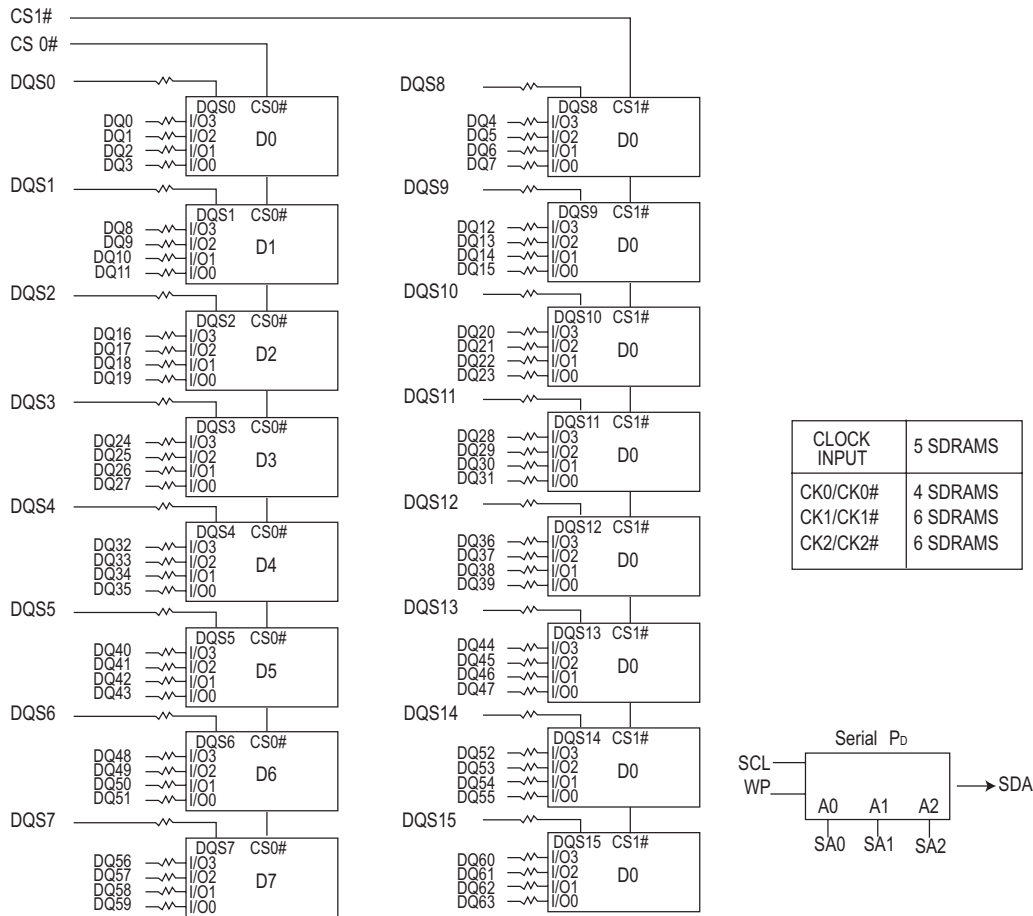 CS1#
CS 0#
DQS0
DQS0 CS0#
DQ0 I/O3
DQ1 I/O2
DQ2 I/O1
DQ3 I/O0
D0
DQS1
DQS1 CS0#
DQ8 I/O3
DQ9 I/O2
DQ10 I/O1
DQ11 I/O0
D1
DQS2
DQS2 CS0#
DQ16 I/O3
DQ17 I/O2
DQ18 I/O1
DQ19 I/O0
D2
DQS3
DQS3 CS0#
DQ24 I/O3
DQ25 I/O2
DQ26 I/O1
DQ27 I/O0
D3
DQS4
DQS4 CS0#
DQ32 I/O3
DQ33 I/O2
DQ34 I/O1
DQ35 I/O0
D4
DQS5
DQS5 CS0#
DQ40 I/O3
DQ41 I/O2
DQ42 I/O1
DQ43 I/O0
D5
DQS6
DQS6 CS0#
DQ48 I/O3
DQ49 I/O2
DQ50 I/O1
DQ51 I/O0
D6
DQS7
DQS7 CS0#
DQ56 I/O3
DQ57 I/O2
DQ58 I/O1
DQ59 I/O0
D7
DQS8
DQS8 CS1#
DQ4 I/O3
DQ5 I/O2
DQ6 I/O1
DQ7 I/O0
D0
DQS9
DQS9 CS1#
DQ12 I/O3
DQ13 I/O2
DQ14 I/O1
DQ15 I/O0
D0
DQS10
DQS10 CS1#
DQ20 I/O3
DQ21 I/O2
DQ22 I/O1
DQ23 I/O0
D0
DQS11
DQS11 CS1#
DQ28 I/O3
DQ29 I/O2
DQ30 I/O1
DQ31 I/O0
D0
DQS12
DQS12 CS1#
DQ36 I/O3
DQ37 I/O2
DQ38 I/O1
DQ39 I/O0
D0
DQS13
DQS13 CS1#
DQ44 I/O3
DQ45 I/O2
DQ46 I/O1
DQ47 I/O0
D0
DQS14
DQS14 CS1#
DQ52 I/O3
DQ53 I/O2
DQ54 I/O1
DQ55 I/O0
D0
DQS15
DQS15 CS1#
DQ60 I/O3
DQ61 I/O2
DQ62 I/O1
DQ63 I/O0
D0
CLOCK INPUT 5 SDRAMS
CK0/CK0# 4 SDRAMS
CK1/CK1# 6 SDRAMS
CK2/CK2# 6 SDRAMS
Serial PD
SCL
WP
SDA
A0 A1 A2
SA0 SA1 SA2